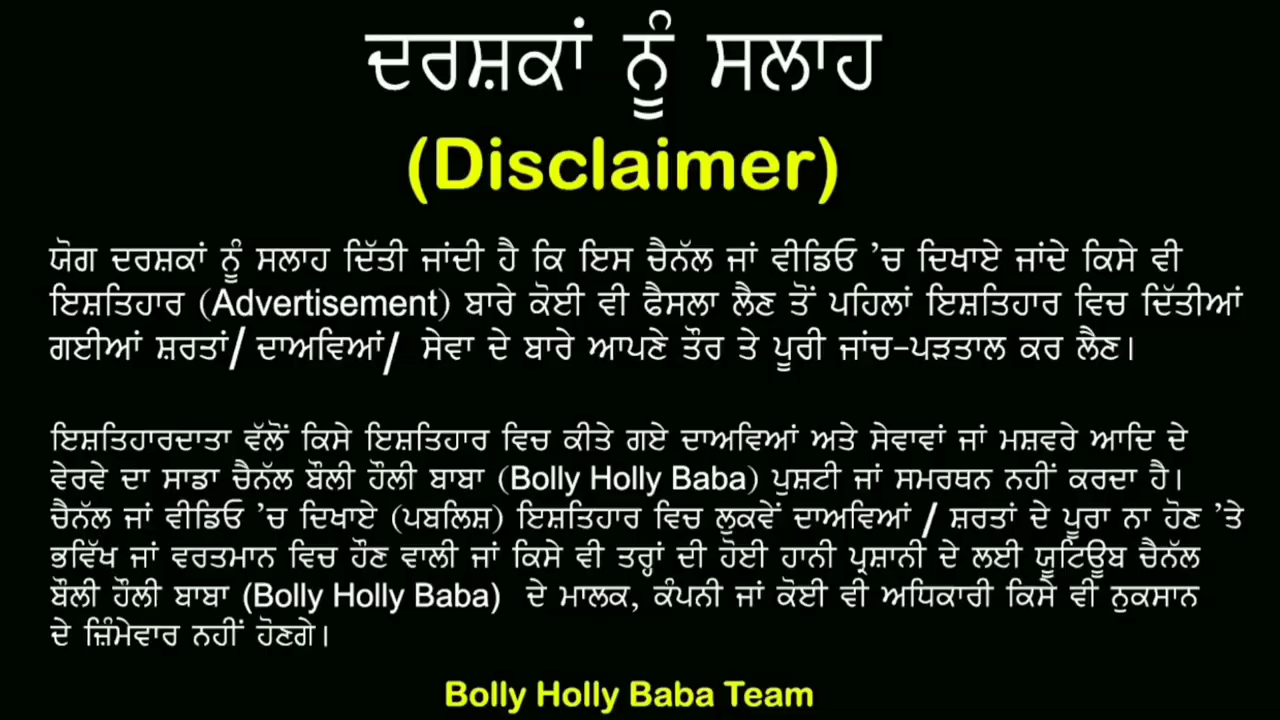 ਦਰਸ਼ਕਾਂ ਨੂੰ ਸਲਾਹ
(Disclaimer)
ਯੋਗ ਦਰਸ਼ਕਾਂ ਨੂੰ ਸਲਾਹ ਦਿੱਤੀ ਜਾਂਦੀ ਹੈ ਕਿ ਇਸ ਚੈਨੱਲ ਜਾਂ ਵੀਡਿਓ ’ਚ ਦਿਖਾਏ ਜਾਂਦੇ ਕਿਸੇ ਵੀ
ਇਸ਼ਤਿਹਾਰ (Advertisement) ਬਾਰੇ ਕੋਈ ਵੀ ਫੈਸਲਾ ਲੈਣ ਤੋਂ ਪਹਿਲਾਂ ਇਸ਼ਤਿਹਾਰ ਵਿਚ ਦਿੱਤੀਆਂ
ਗਈਆਂ ਸ਼ਰਤਾਂ/ ਦਾਅਵਿਆਂ/ ਸੇਵਾ ਦੇ ਬਾਰੇ ਆਪਣੇ ਤੌਰ ਤੇ ਪੂਰੀ ਜਾਂਚ-ਪੜਤਾਲ ਕਰ ਲੈਣ।
ਇਸ਼ਤਿਹਾਰਦਾਤਾ ਵੱਲੋਂ ਕਿਸੇ ਇਸ਼ਤਿਹਾਰ ਵਿਚ ਕੀਤੇ ਗਏ ਦਾਅਵਿਆਂ ਅਤੇ ਸੇਵਾਵਾਂ ਜਾਂ ਮਸ਼ਵਰੇ ਆਦਿ ਦੇ
ਵੇਰਵੇ ਦਾ ਸਾਡਾ ਚੈਨੱਲ ਬੌਲੀ ਹੌਲੀ ਬਾਬਾ (Bolly Holly Baba) ਪੁਸ਼ਟੀ ਜਾਂ ਸਮਰਥਨ ਨਹੀਂ ਕਰਦਾ ਹੈ।
ਚੈਨੱਲ ਜਾਂ ਵੀਡਿਓ ’ਚ ਦਿਖਾਏ (ਪਬਲਿਸ਼) ਇਸ਼ਤਿਹਾਰ ਵਿਚ ਲੁਕਵੇਂ ਦਾਅਵਿਆਂ / ਸ਼ਰਤਾਂ ਦੇ ਪੂਰਾ ਨਾ ਹੋਣ ’ਤੇ
ਭਵਿੱਖ ਜਾਂ ਵਰਤਮਾਨ ਵਿਚ ਹੌਣ ਵਾਲੀ ਜਾਂ ਕਿਸੇ ਵੀ ਤਰ੍ਹਾਂ ਦੀ ਹੋਈ ਹਾਨੀ ਪ੍ਰਸ਼ਾਨੀ ਦੇ ਲਈ ਯੂਟਿਊਬ ਚੈਨੱਲ
ਬੌਲੀ ਹੌਲੀ ਬਾਬਾ (Bolly Holly Baba) ਦੇ ਮਾਲਕ, ਕੰਪਨੀ ਜਾਂ ਕੋਈ ਵੀ ਅਧਿਕਾਰੀ ਕਿਸੇ ਵੀ ਨੁਕਸਾਨ
ਦੇ ਜ਼ਿੰਮੇਵਾਰ ਨਹੀਂ ਹੋਣਗੇ।
Bolly Holly Baba Team